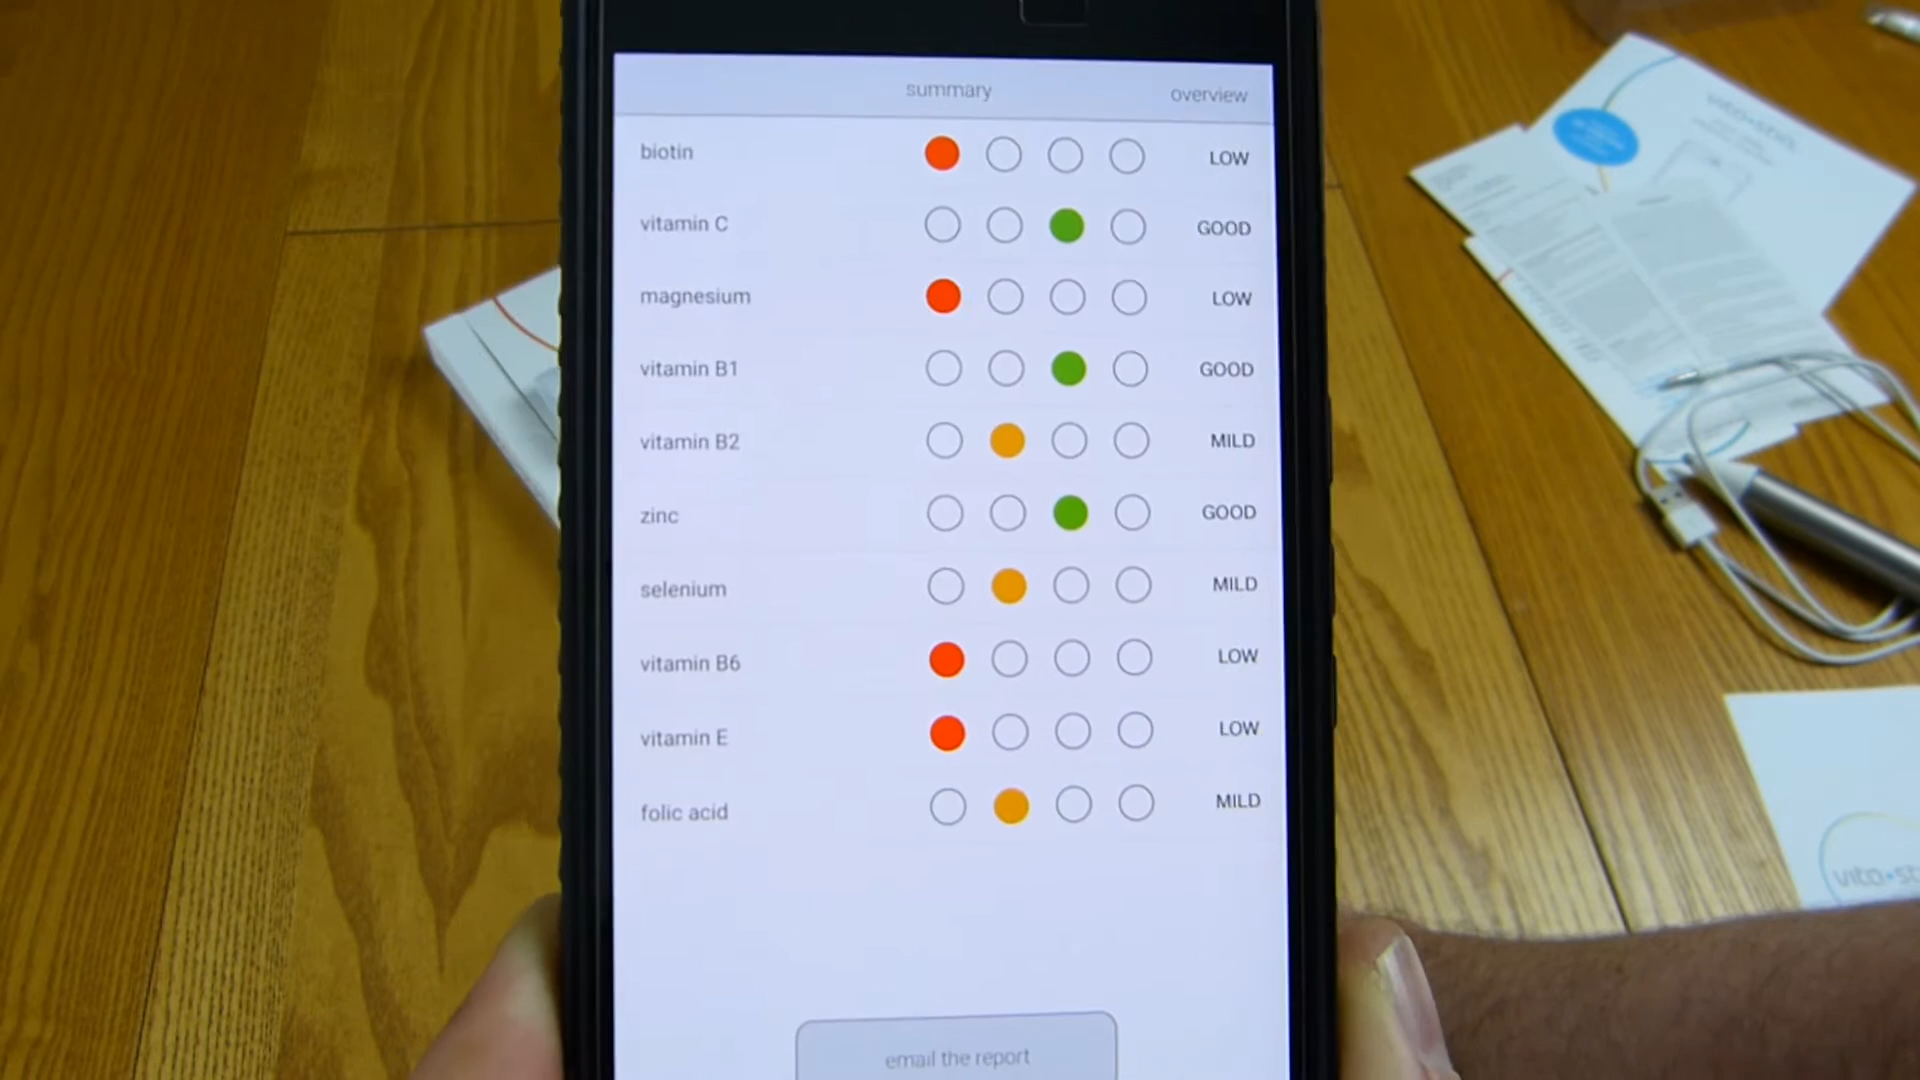 summary overview
biotin LOW
vitamin C GOOD
magnesium LOW
vitamin B1 GOOD
vitamin B2 MILD
zinc GOOD
selenium MILD
vitamin B6 LOW
vitamin E LOW
folic acid MILD
email the report